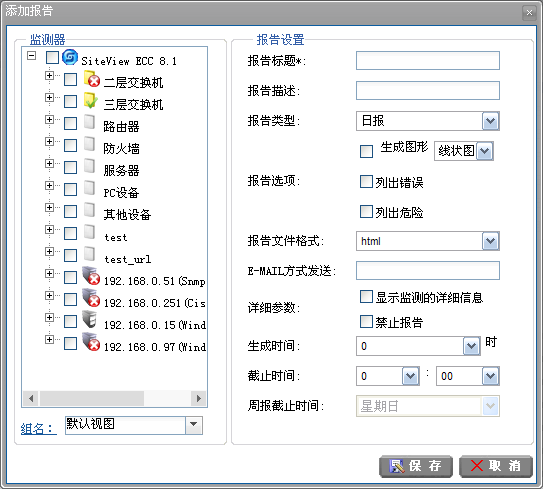 添加报告
监测器
SiteView ECC 8.1
二层交换机
三层交换机
路由器
防火墙
服务器
PC设备
其他设备
test
test_url
192.168.0.51(Snmp
192.168.0.251(Cis
192.168.0.15(Wind
192.168.0.97(Wind
组名：
默认视图
报告设置
报告标题*:
报告描述:
报告类型:
日报
生成图形
线状图
报告选项:
列出错误
列出危险
报告文件格式:
html
E-MAIL方式发送:
详细参数:
显示监测的详细信息
禁止报告
生成时间:
0
时
截止时间:
0
:
00
周报截止时间:
星期日
保 存
取 消